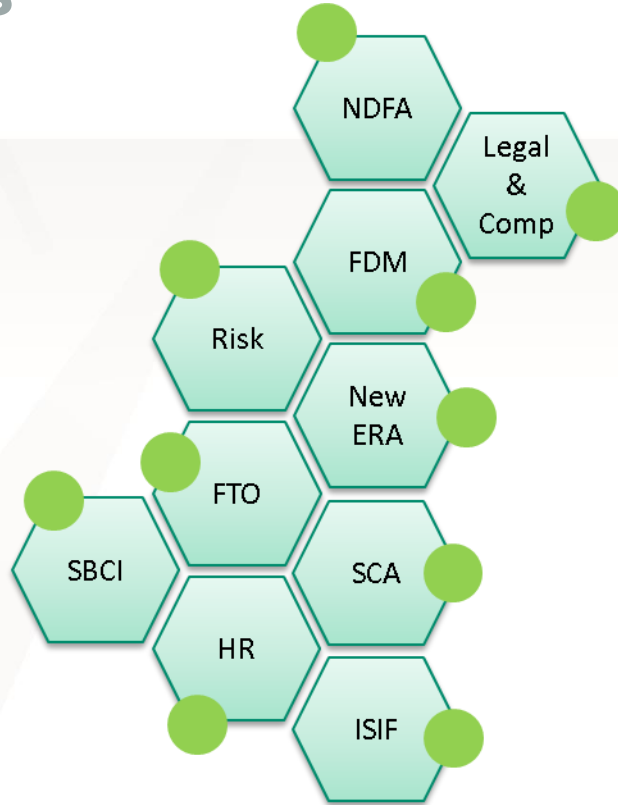 NDFA
Legal
&
Comp
FDM
Risk
New
ERA
FTO
SBCI
SCA
HR
ISIF